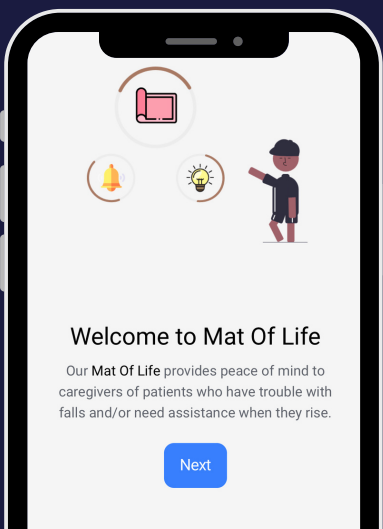 Welcome to Mat Of Life
Our Mat Of Life provides peace of mind to
caregivers of patients who have trouble with
falls and/or need assistance when they rise.
Next